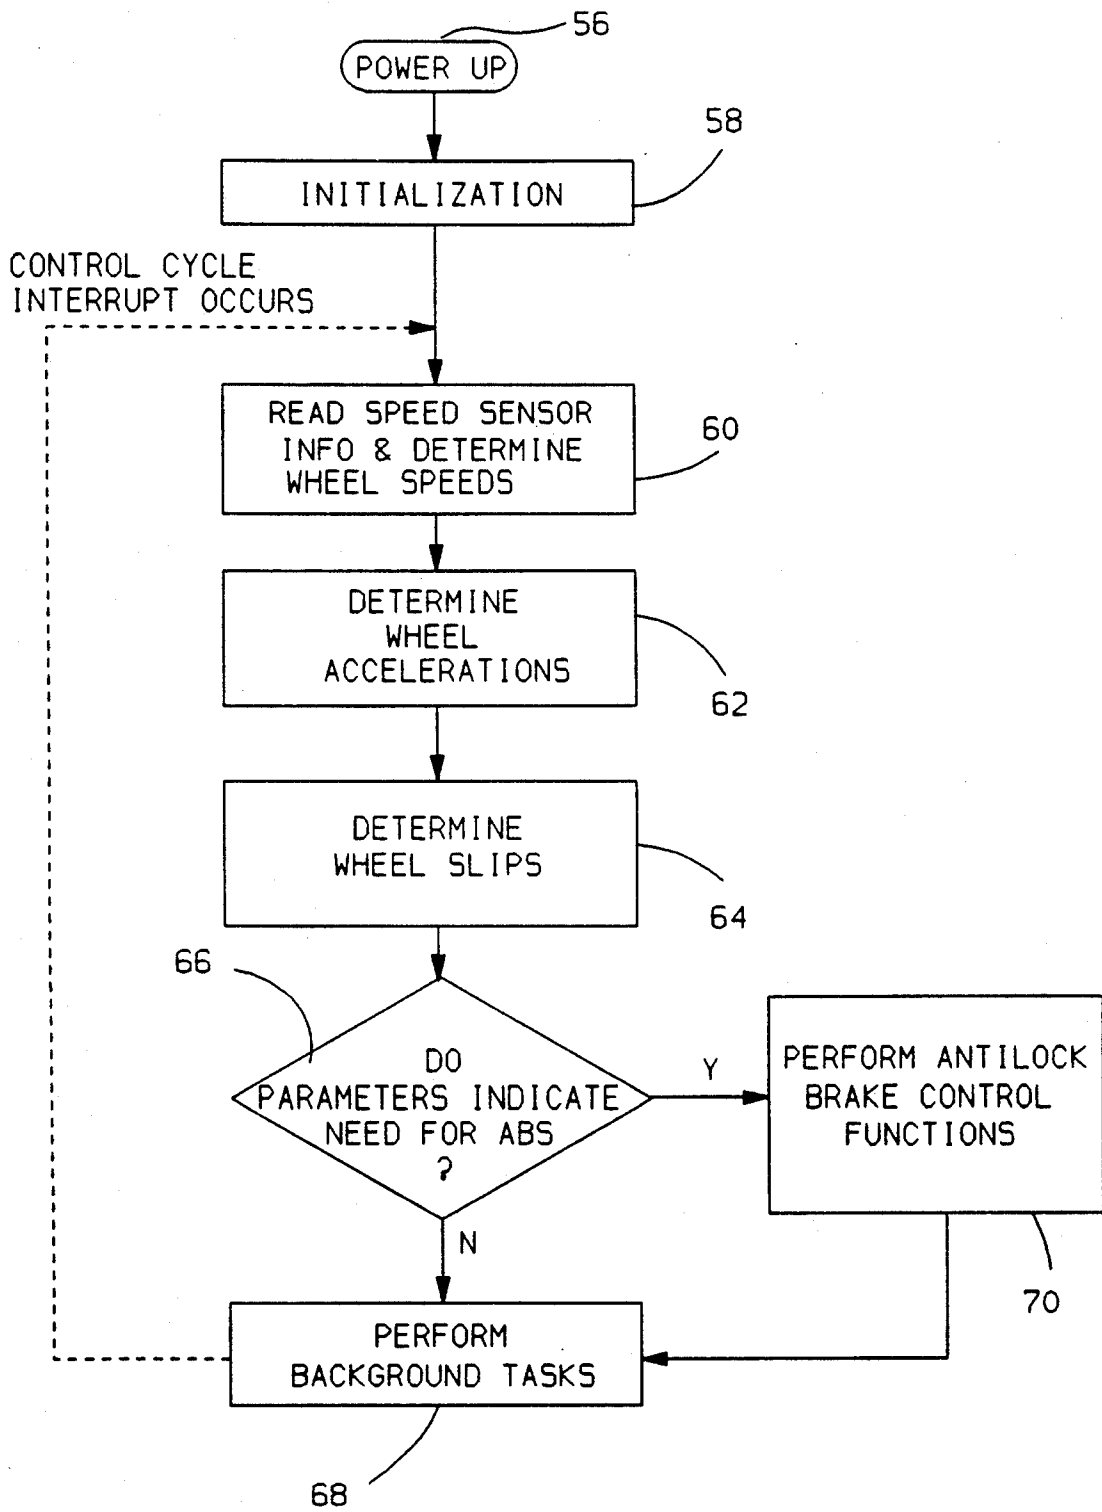 56
POWER UP
58
INITIALIZATION
CONTROL CYCLE
INTERRUPT OCCURS
READ SPEED SENSOR
INFO & DETERMINE
WHEEL SPEEDS
60
DETERMINE
WHEEL
ACCELERATIONS
62
DETERMINE
WHEEL SLIPS
64
66
DO
PARAMETERS INDICATE
NEED FOR ABS
?
Y
PERFORM ANTILOCK
BRAKE CONTROL
FUNCTIONS
70
N
PERFORM
BACKGROUND TASKS
68